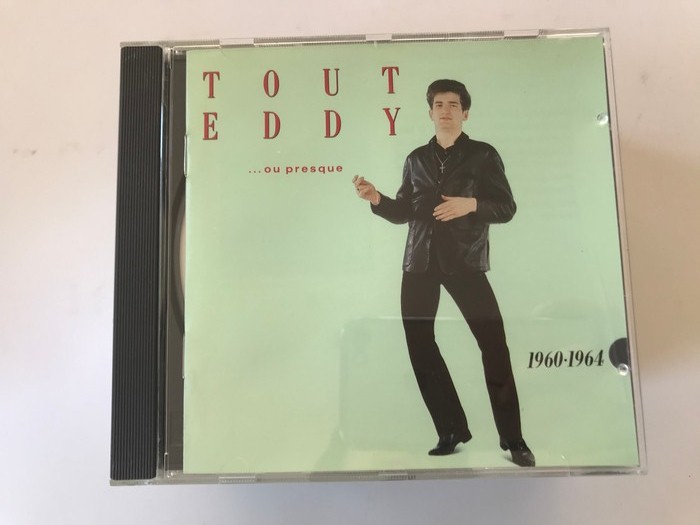 TOUT
EDDY
...ou presque
1960-1964